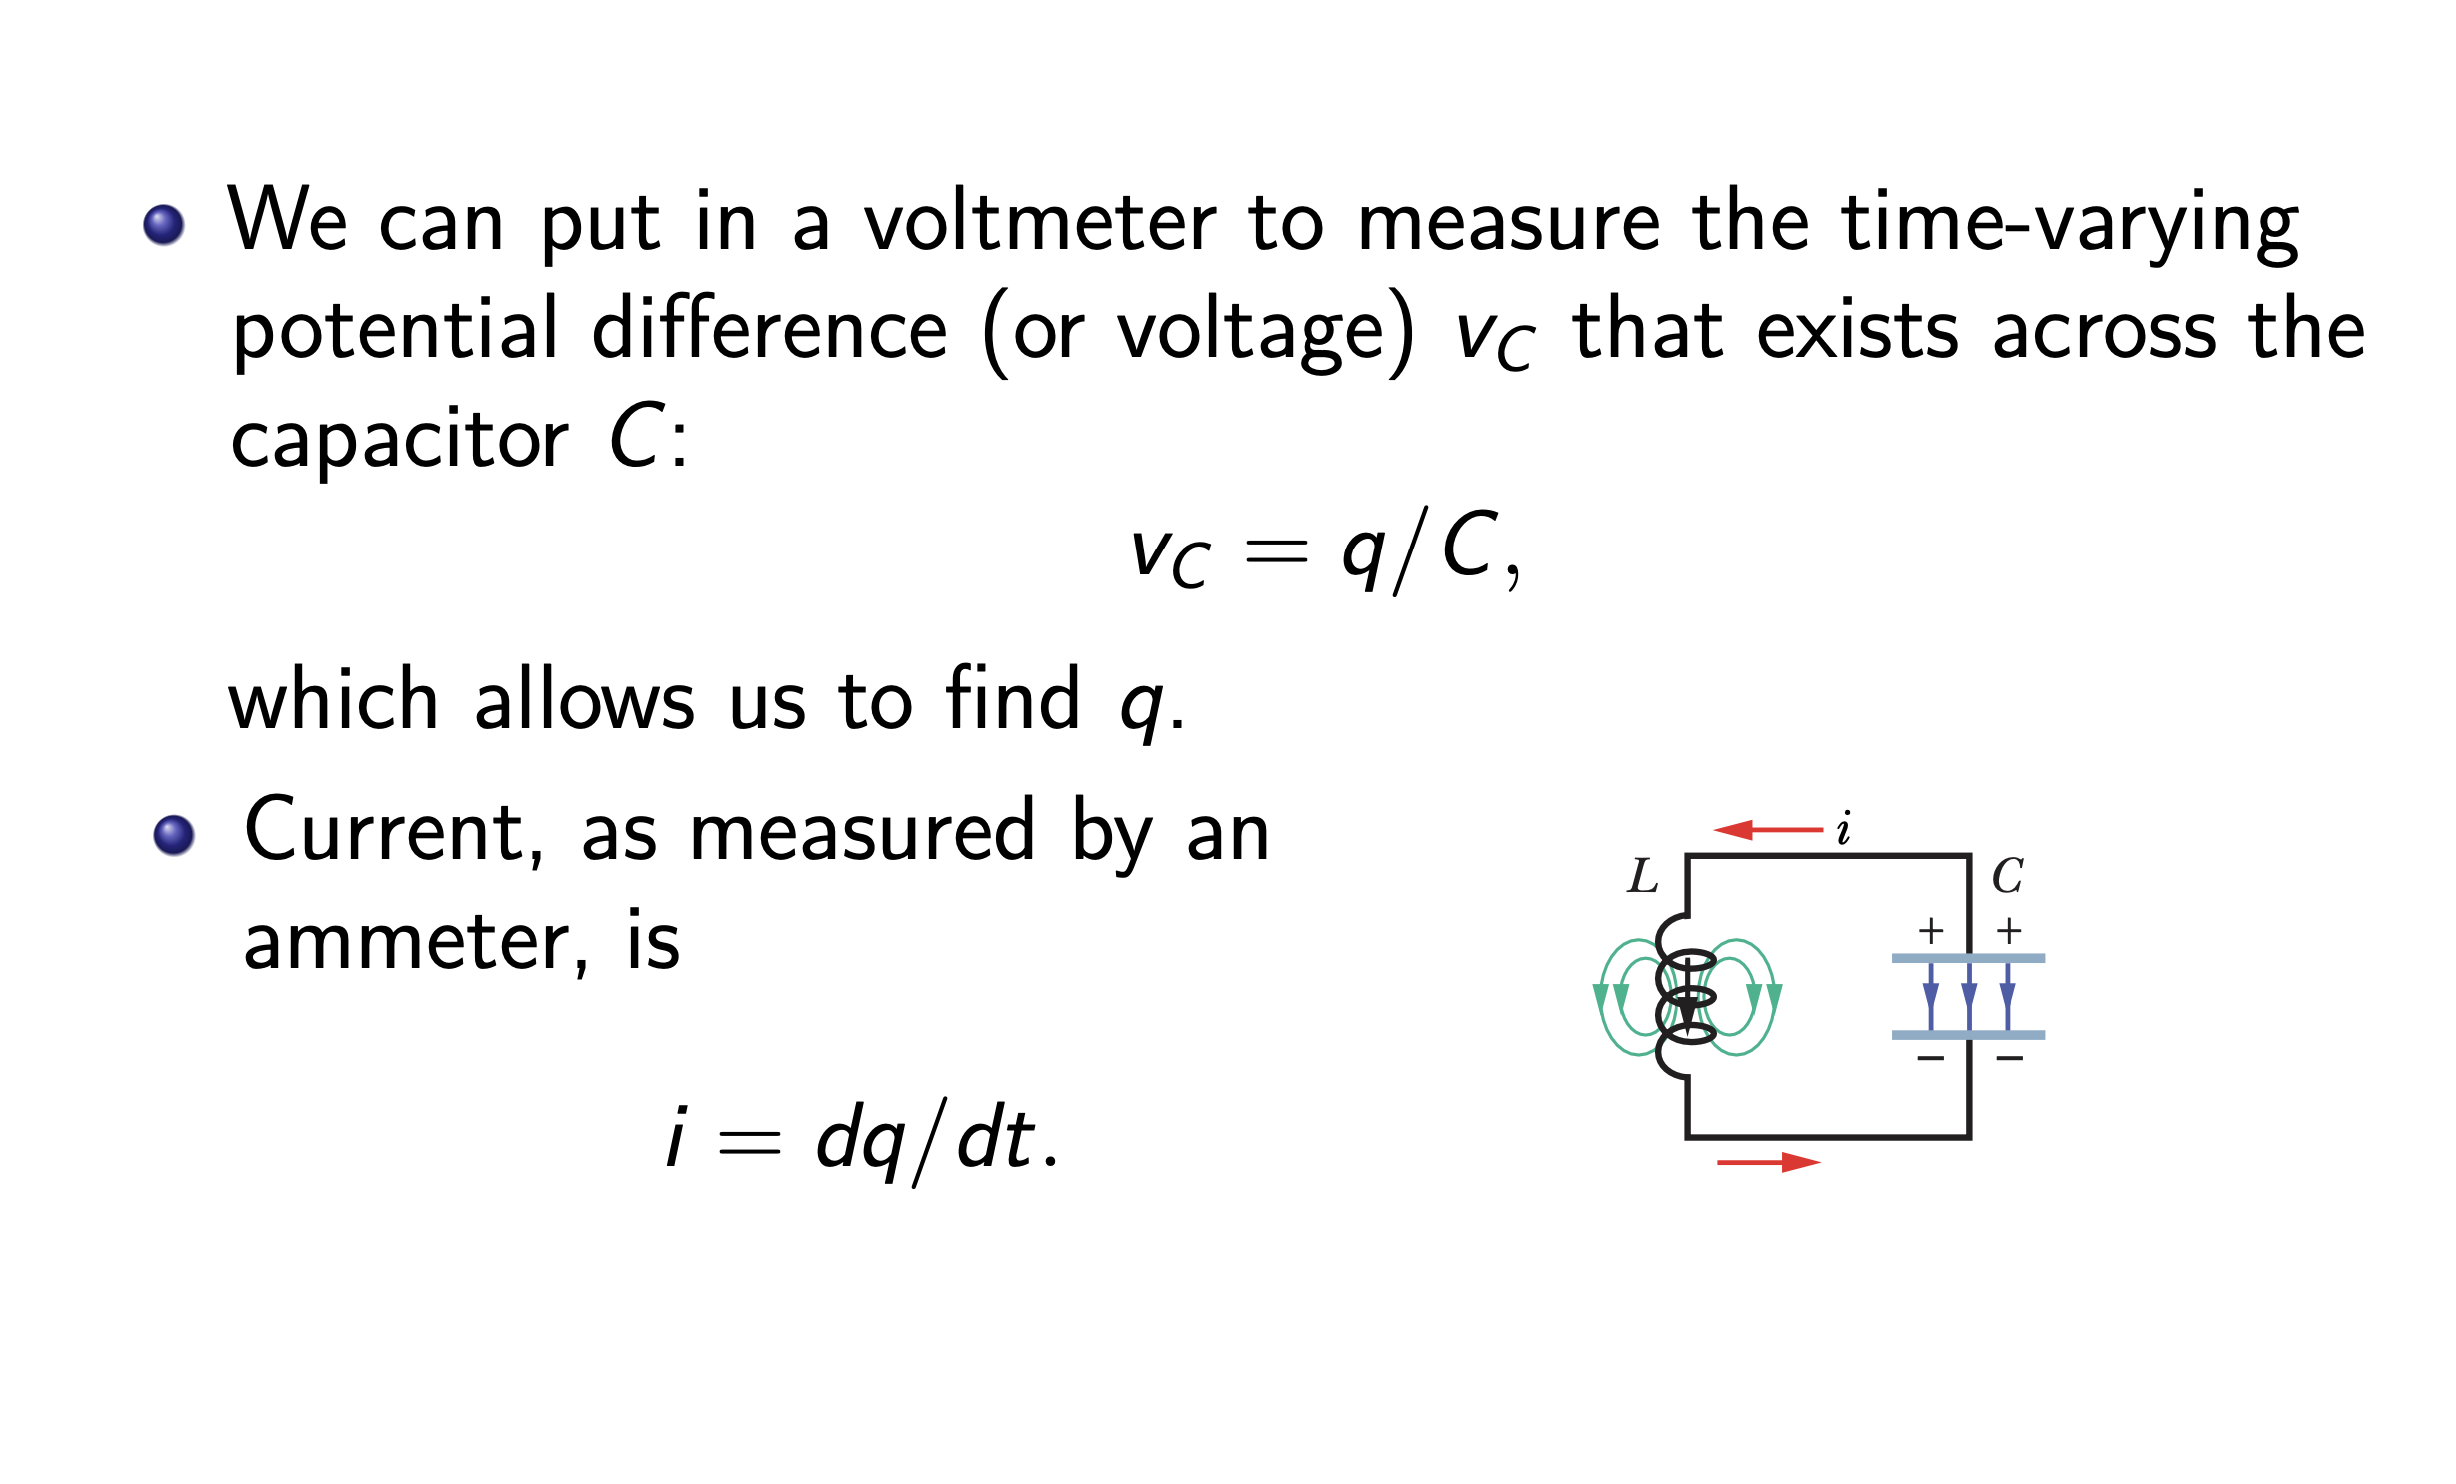 We can put in a voltmeter to measure the time-varying
potential difference (or voltage) v_C that exists across the
capacitor C:
v_C = q/C,
which allows us to find q.
Current, as measured by an
ammeter, is
i = dq/dt.
i
L
C
+ +
− −